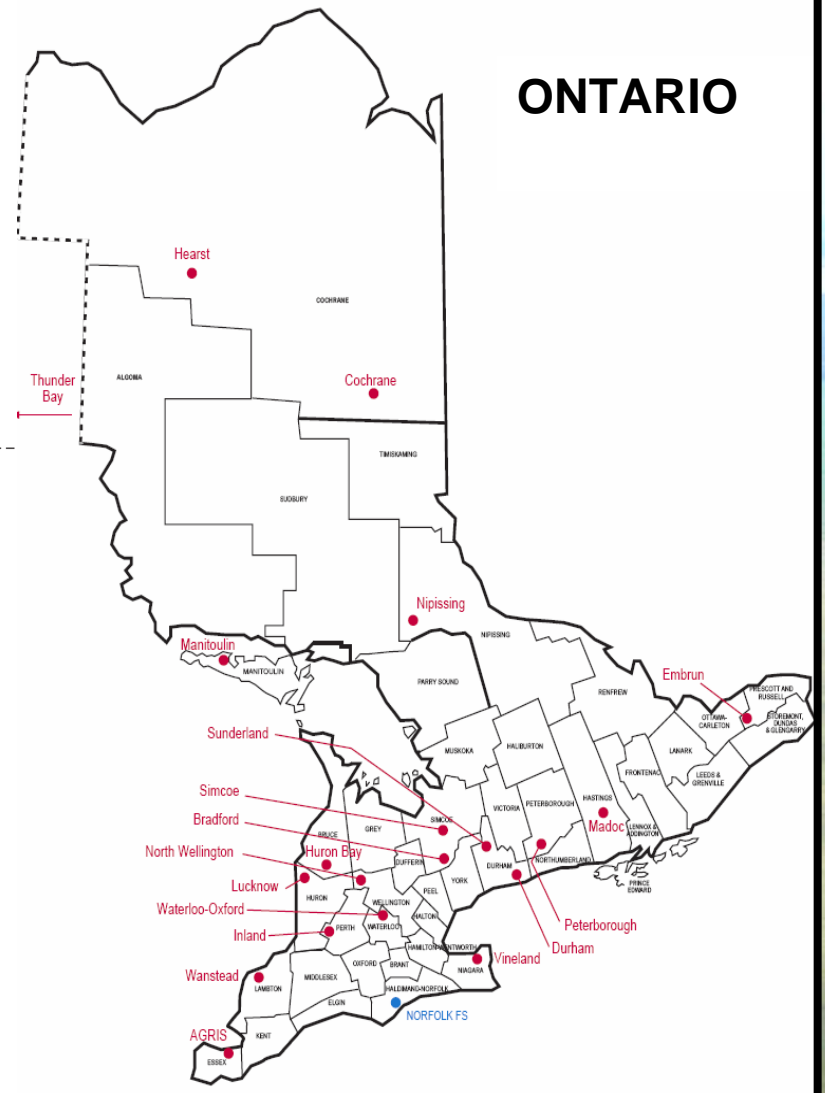 ONTARIO
Hearst
COCHRANE
ALGOMA
Thunder
Bay
Cochrane
TIMISKAMING
SUDBURY
Nipissing
NIPISSING
Manitoulin
MANITOULIN
PARRY SOUND
RENFREW
Embrun
PRESCOTT AND
RUSSELL
OTTAWA-
CARLETON
STOREMONT,
DUNDAS
& GLENGARRY
Sunderland
MUSKOKA
HALIBURTON
LANARK
FRONTENAC
LEEDS &
GRENVILLE
Simcoe
SIMCOE
VICTORIA
PETERBOROUGH
HASTINGS
Madoc
LENNOX &
ADDINGTON
Bradford
BRUCE
GREY
North Wellington
Huron Bay
DUFFERIN
DURHAM
NORTHUMBERLAND
YORK
PRINCE
EDWARD
Lucknow
HURON
PEEL
WELLINGTON
Waterloo-Oxford
HALTON
Peterborough
Inland
PERTH
WATERLOO
Durham
HAMILTON-WENTWORTH
Vineland
NIAGARA
OXFORD
BRANT
Wanstead
LAMBTON
MIDDLESEX
HALDIMAND-NORFOLK
ELGIN
NORFOLK FS
AGRIS
KENT
ESSEX